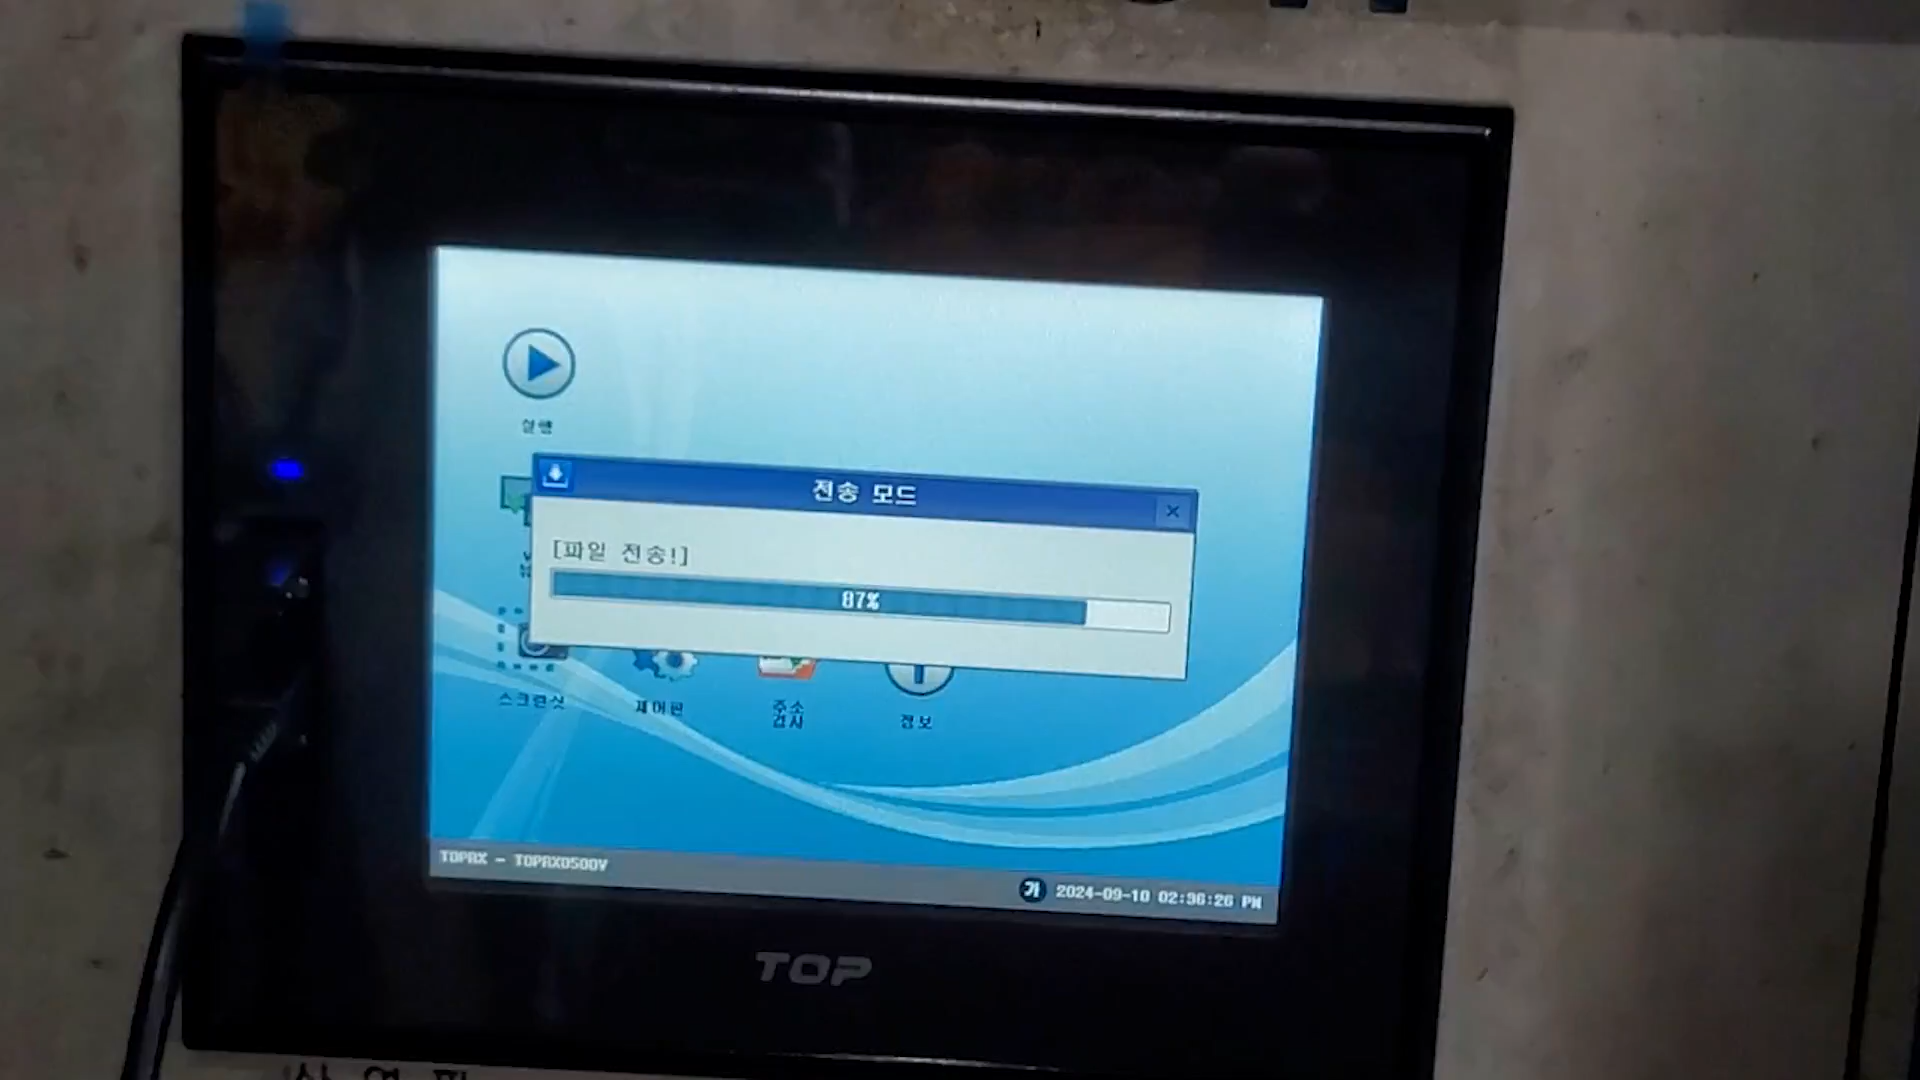 실행
전송 모드
[파일 전송!]
87%
스크린샷
제어판
주소
검사
정보
TOPRX - TOPRX0500V
가 2024-09-10 02:36:26 PM
TOP